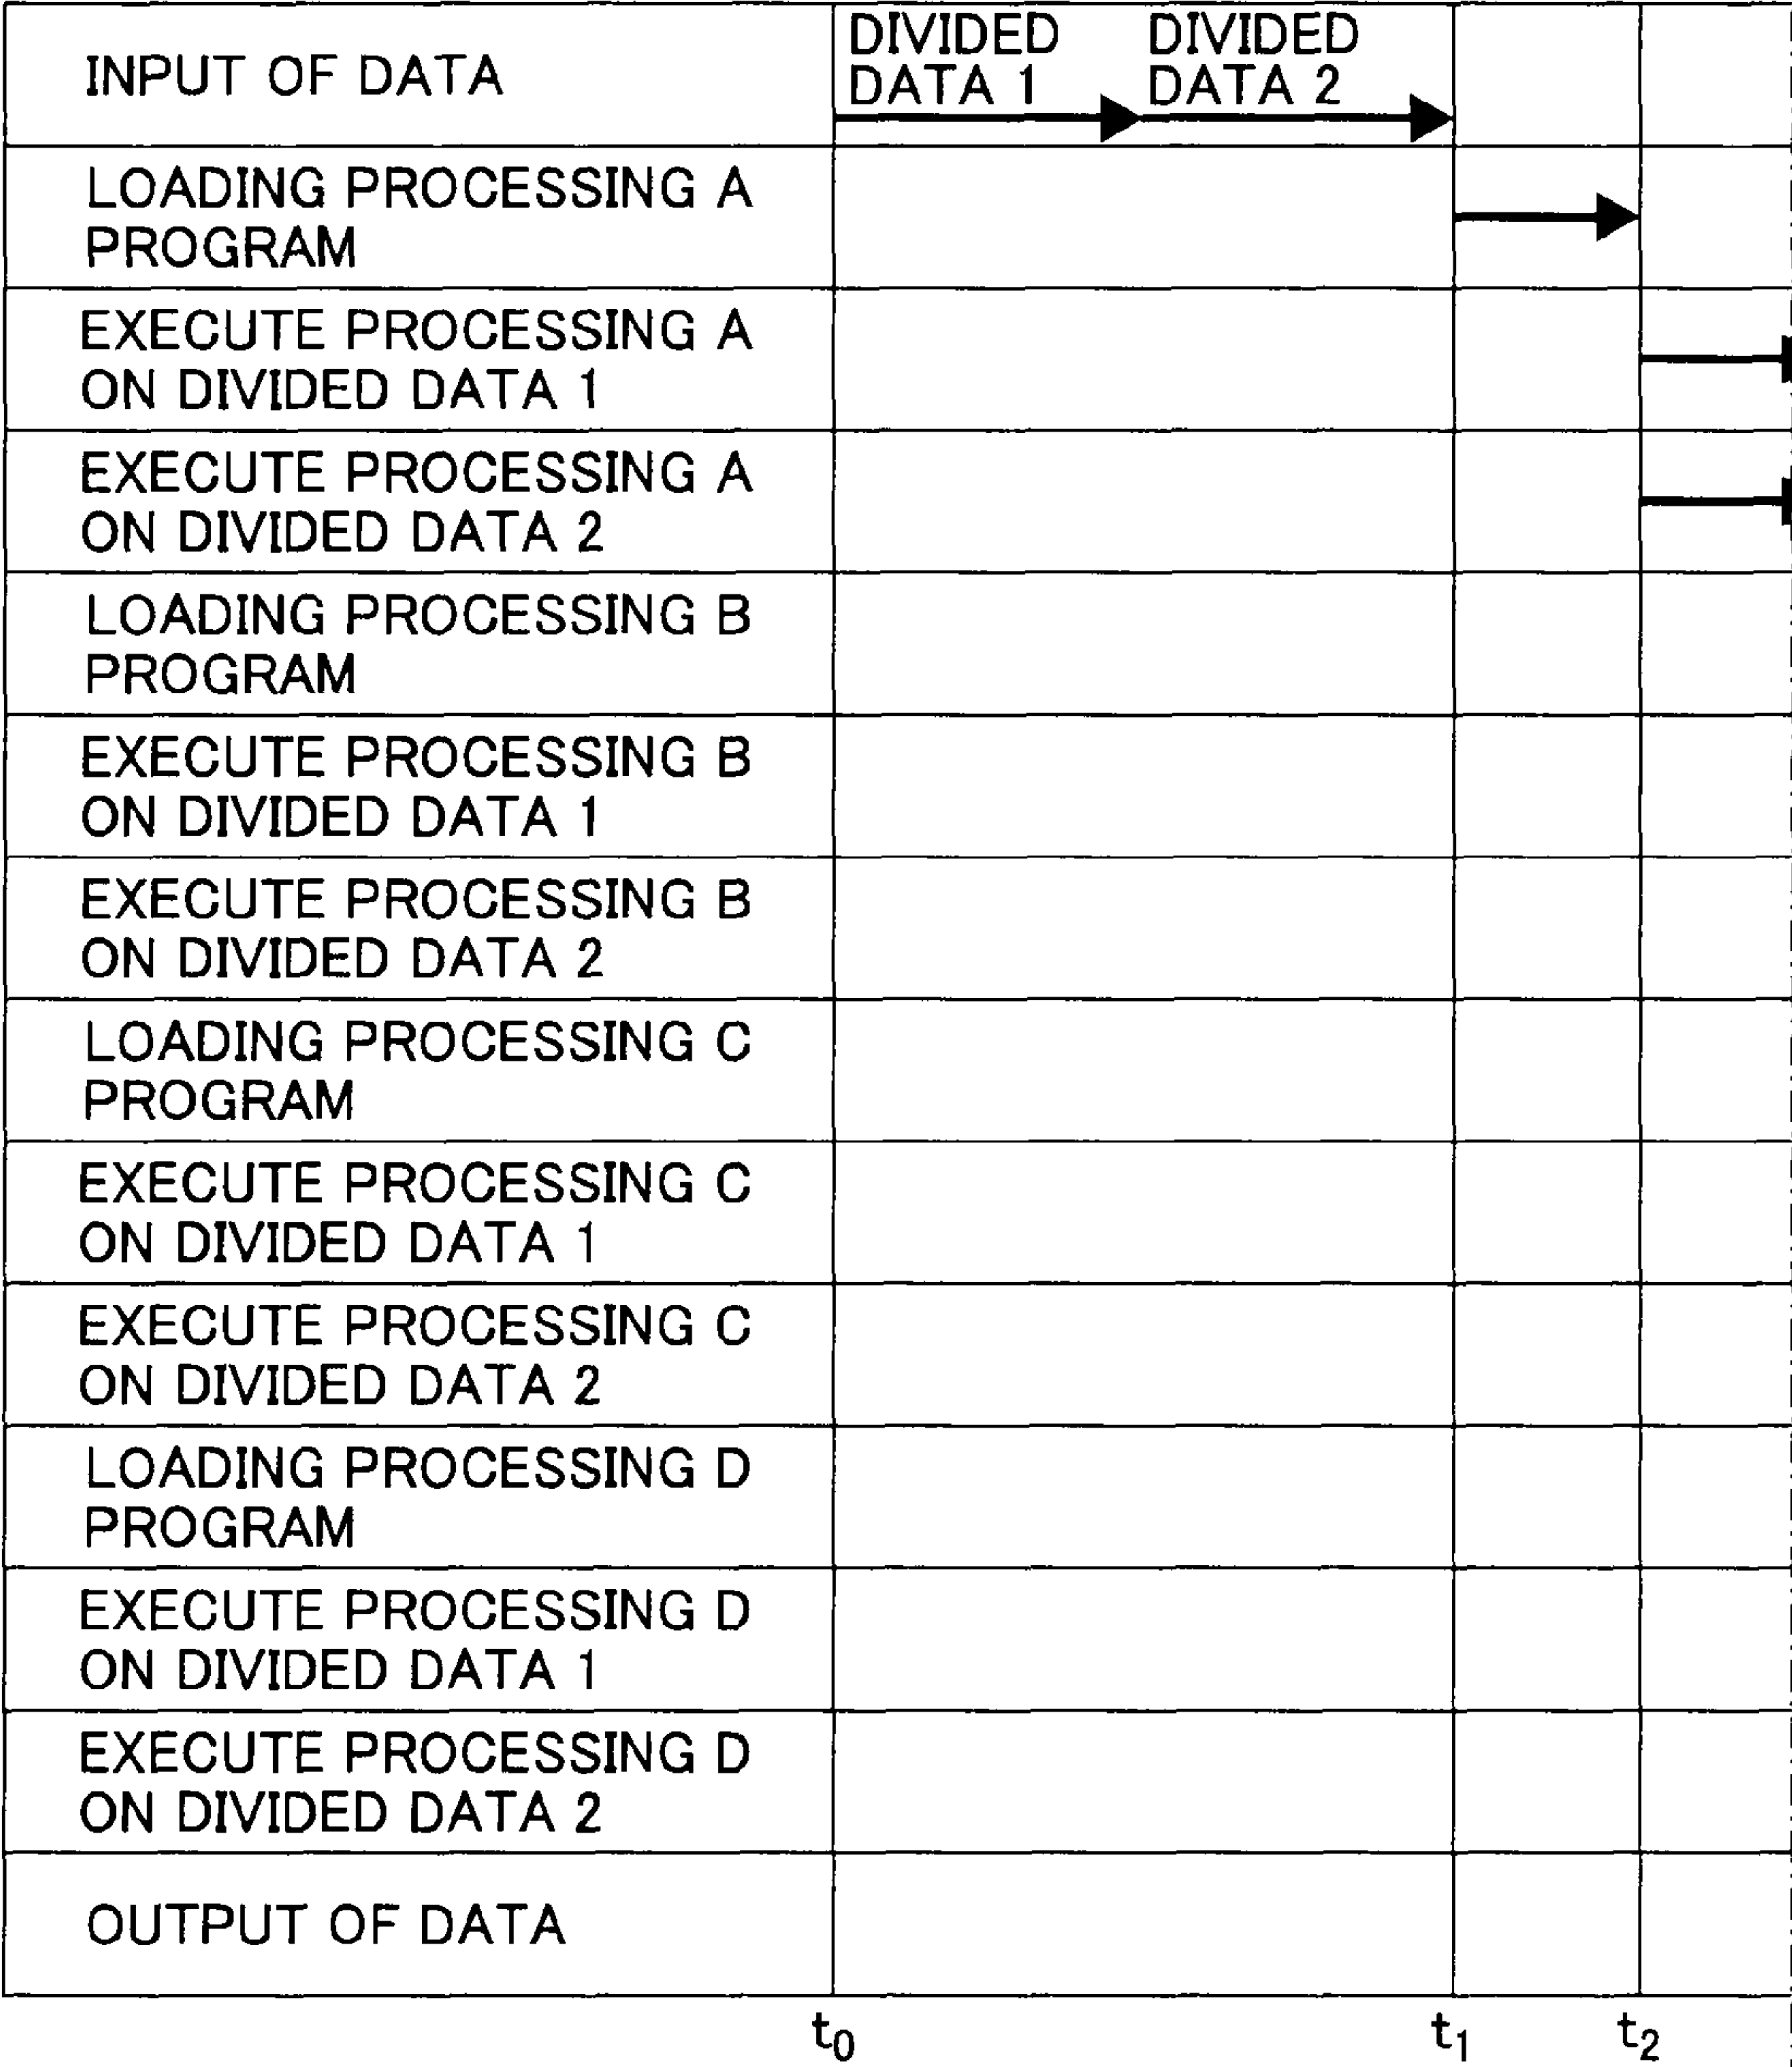 INPUT OF DATA
DIVIDED
DATA 1
DIVIDED
DATA 2
LOADING PROCESSING A
PROGRAM
EXECUTE PROCESSING A
ON DIVIDED DATA 1
EXECUTE PROCESSING A
ON DIVIDED DATA 2
LOADING PROCESSING B
PROGRAM
EXECUTE PROCESSING B
ON DIVIDED DATA 1
EXECUTE PROCESSING B
ON DIVIDED DATA 2
LOADING PROCESSING C
PROGRAM
EXECUTE PROCESSING C
ON DIVIDED DATA 1
EXECUTE PROCESSING C
ON DIVIDED DATA 2
LOADING PROCESSING D
PROGRAM
EXECUTE PROCESSING D
ON DIVIDED DATA 1
EXECUTE PROCESSING D
ON DIVIDED DATA 2
OUTPUT OF DATA
t0 t1 t2